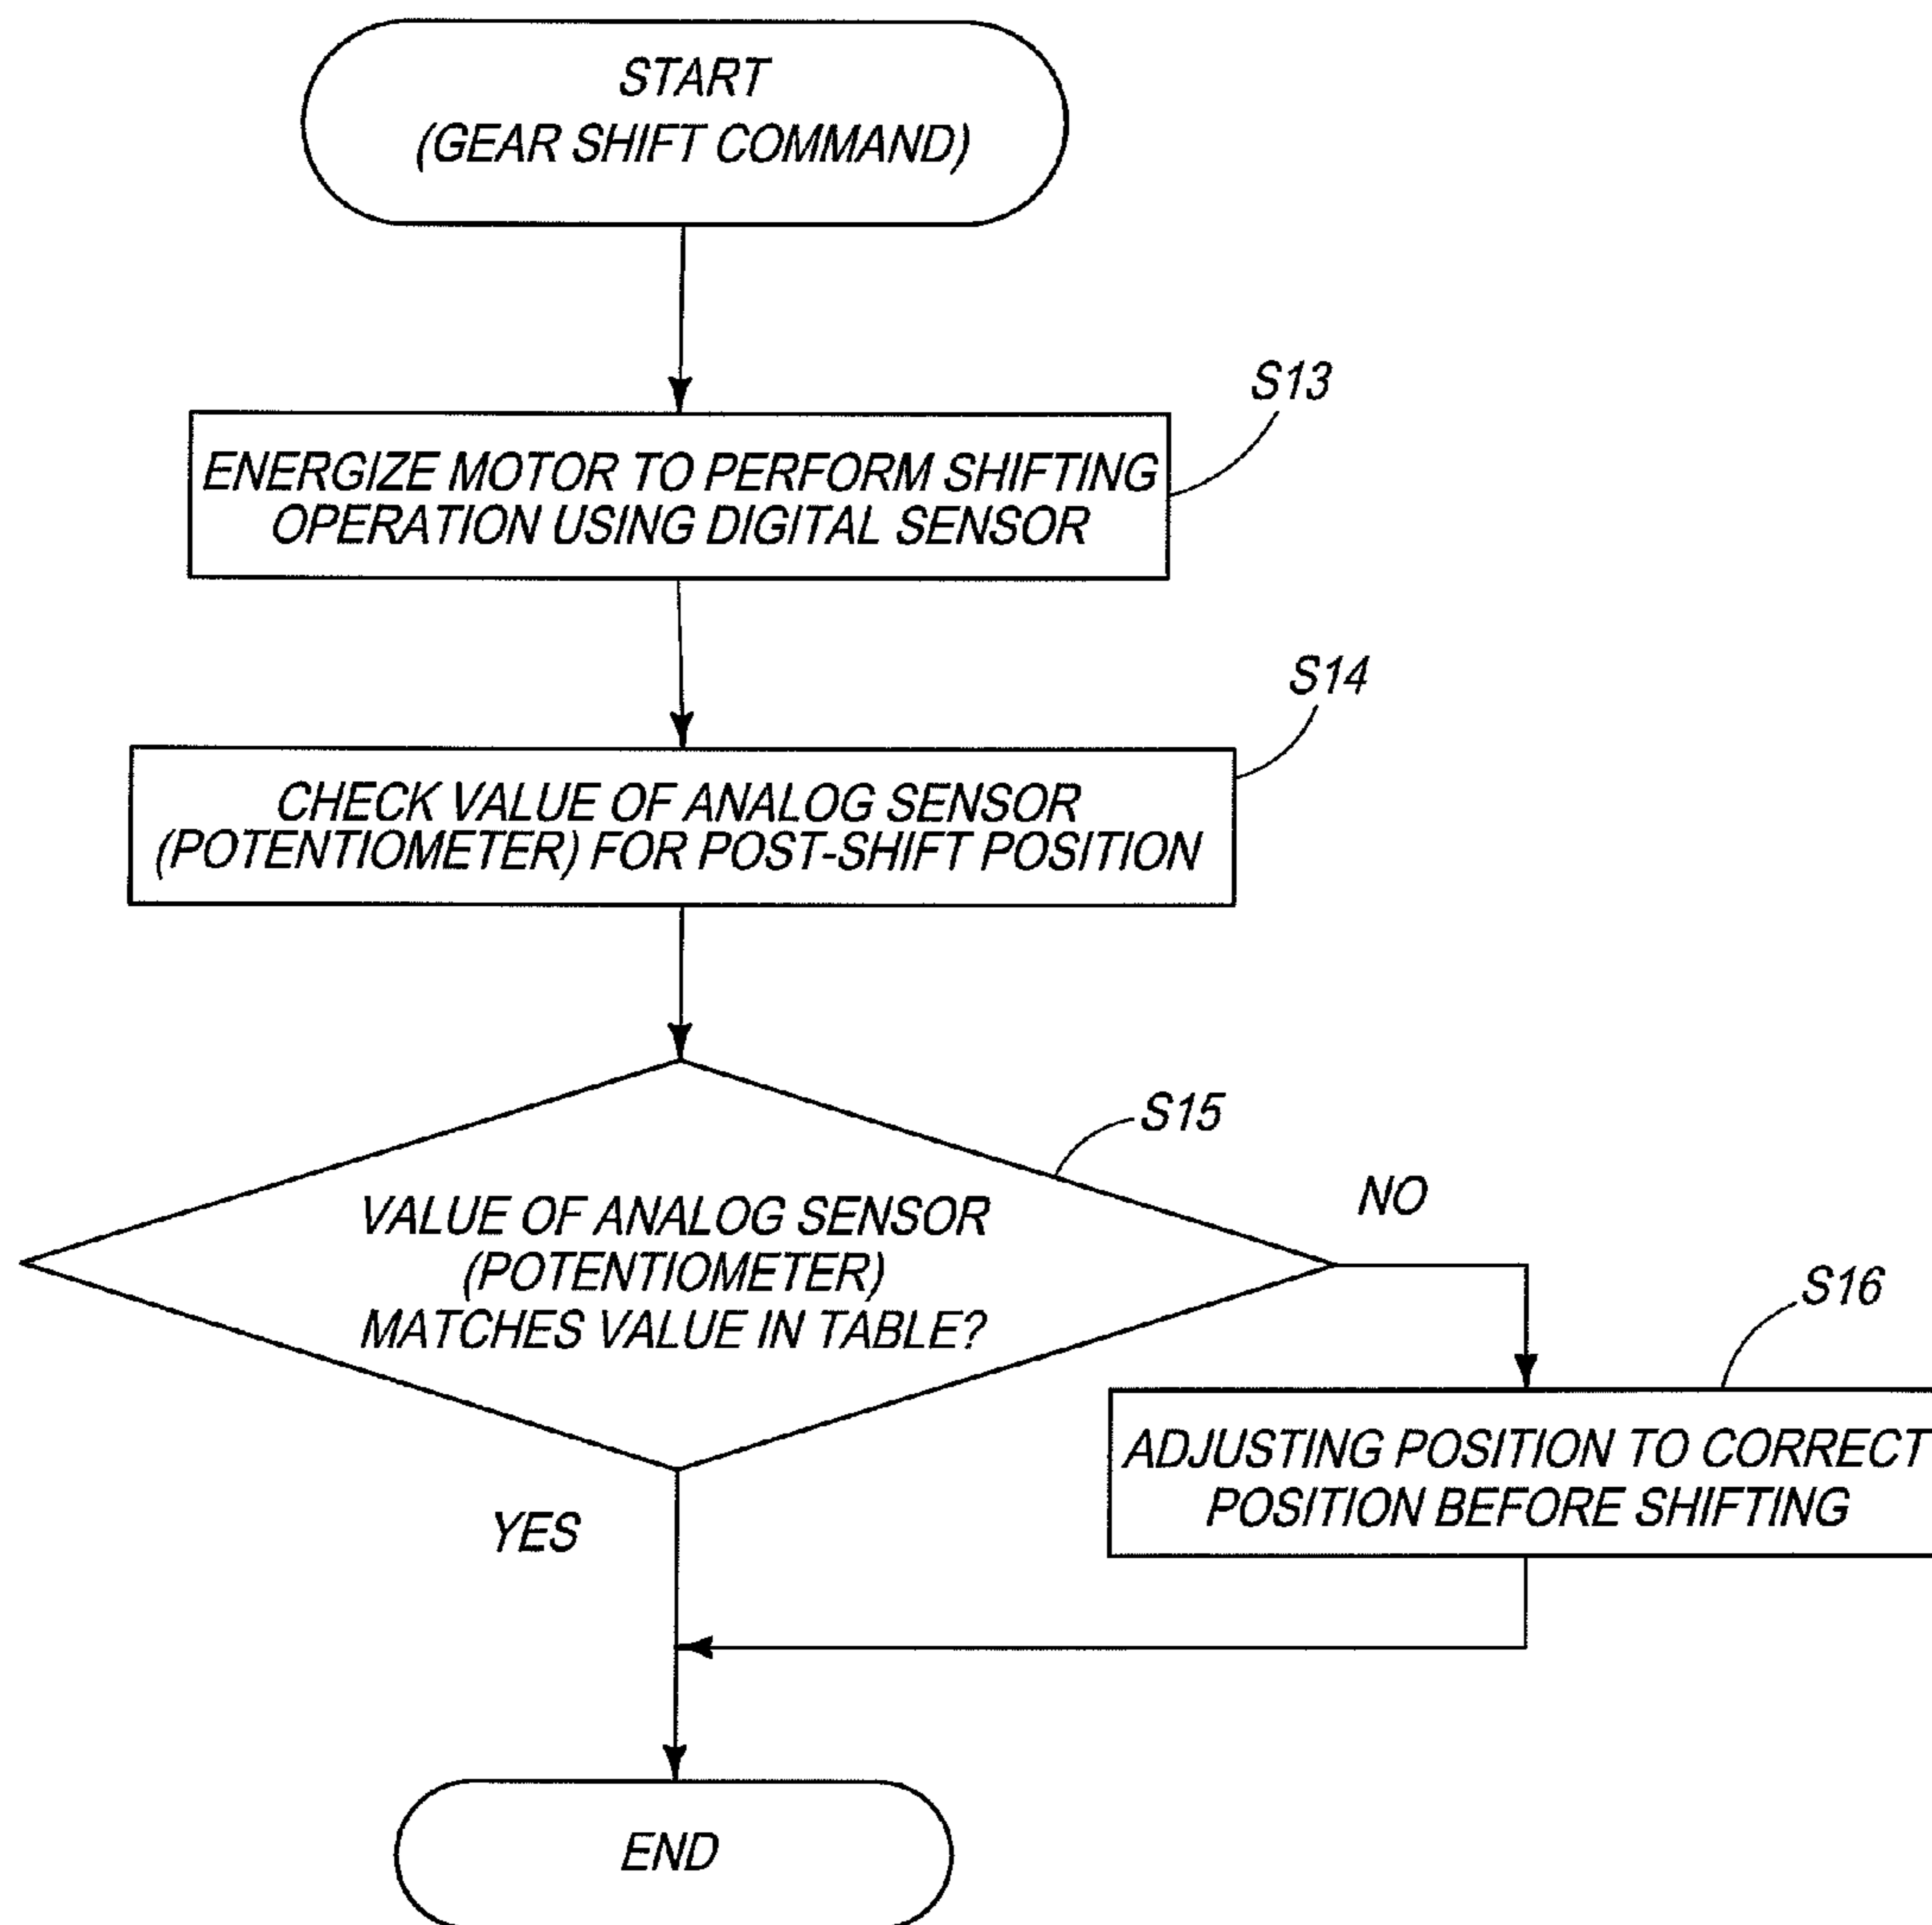 START
(GEAR SHIFT COMMAND)
S13
ENERGIZE MOTOR TO PERFORM SHIFTING
OPERATION USING DIGITAL SENSOR
S14
CHECK VALUE OF ANALOG SENSOR
(POTENTIOMETER) FOR POST-SHIFT POSITION
S15
VALUE OF ANALOG SENSOR
(POTENTIOMETER)
MATCHES VALUE IN TABLE?
NO
S16
ADJUSTING POSITION TO CORRECT
POSITION BEFORE SHIFTING
YES
END